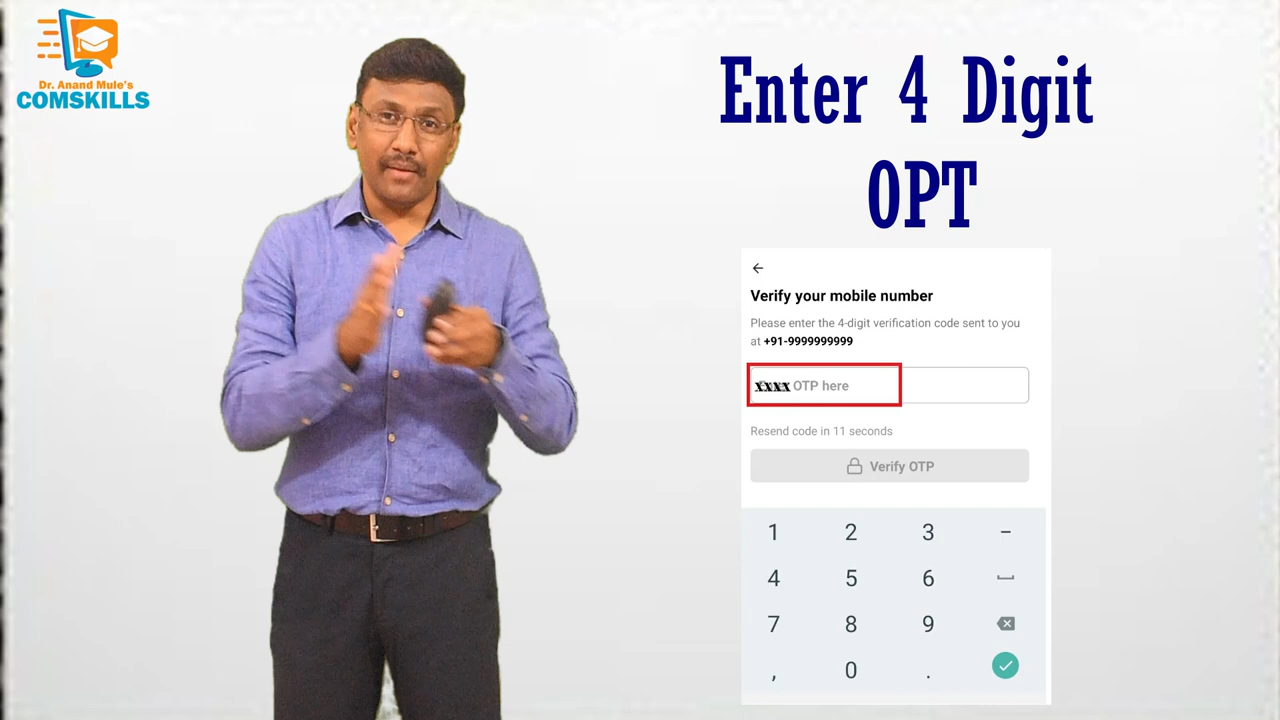 Dr. Anand Mule's
COMSKILLS
Enter 4 Digit
OPT
Verify your mobile number
Please enter the 4-digit verification code sent to you
at +91-9999999999
xxxx OTP here
Resend code in 11 seconds
Verify OTP
1 2 3 –
4 5 6
7 8 9
, 0 .